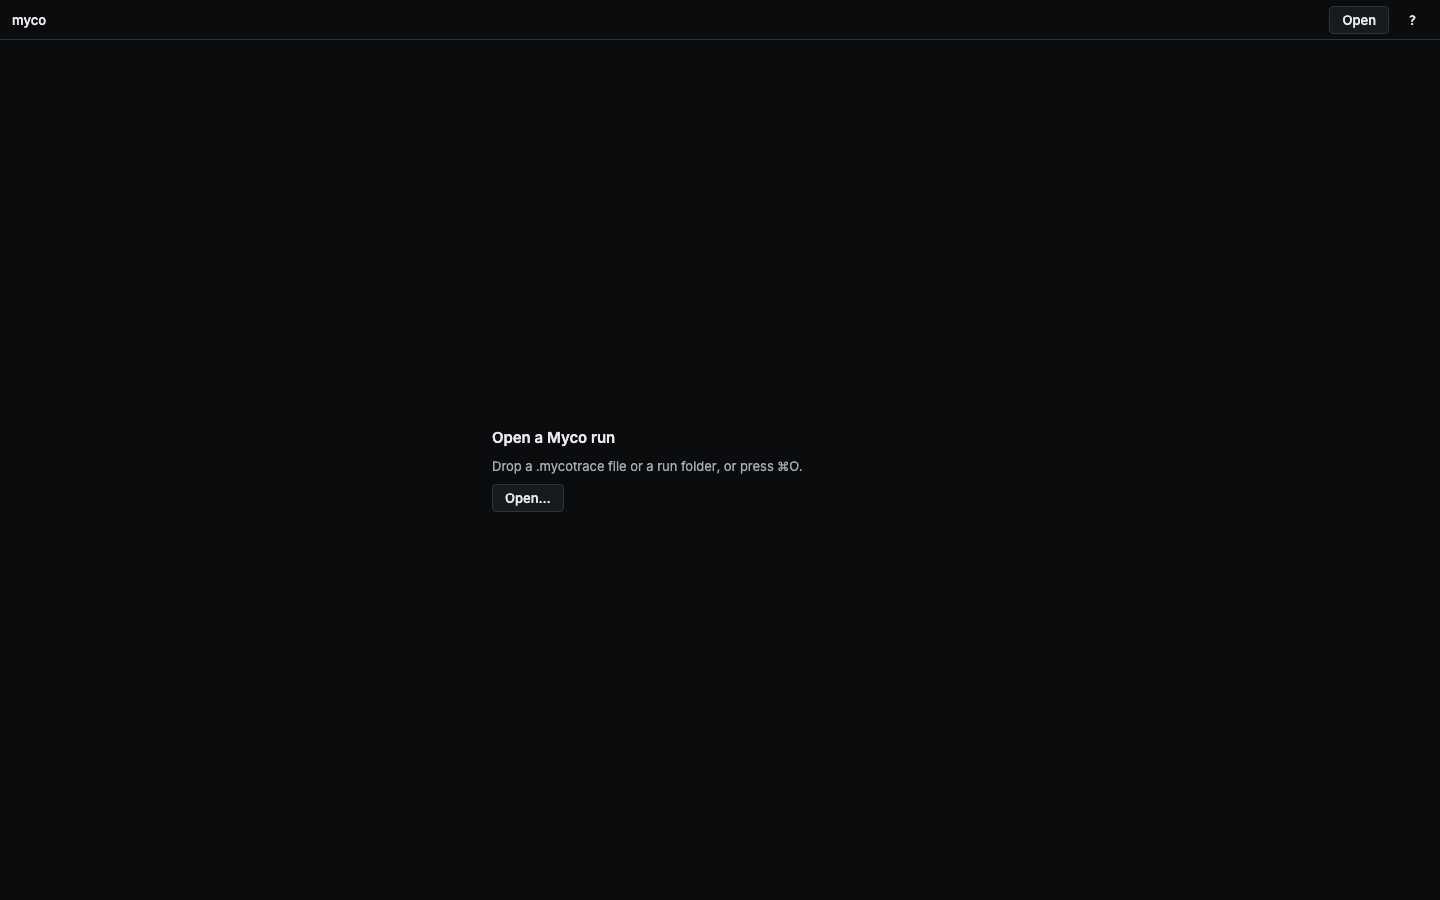 myco
Open
?
Open a Myco run
Drop a .mycotrace file or a run folder, or press ⌘O.
Open...